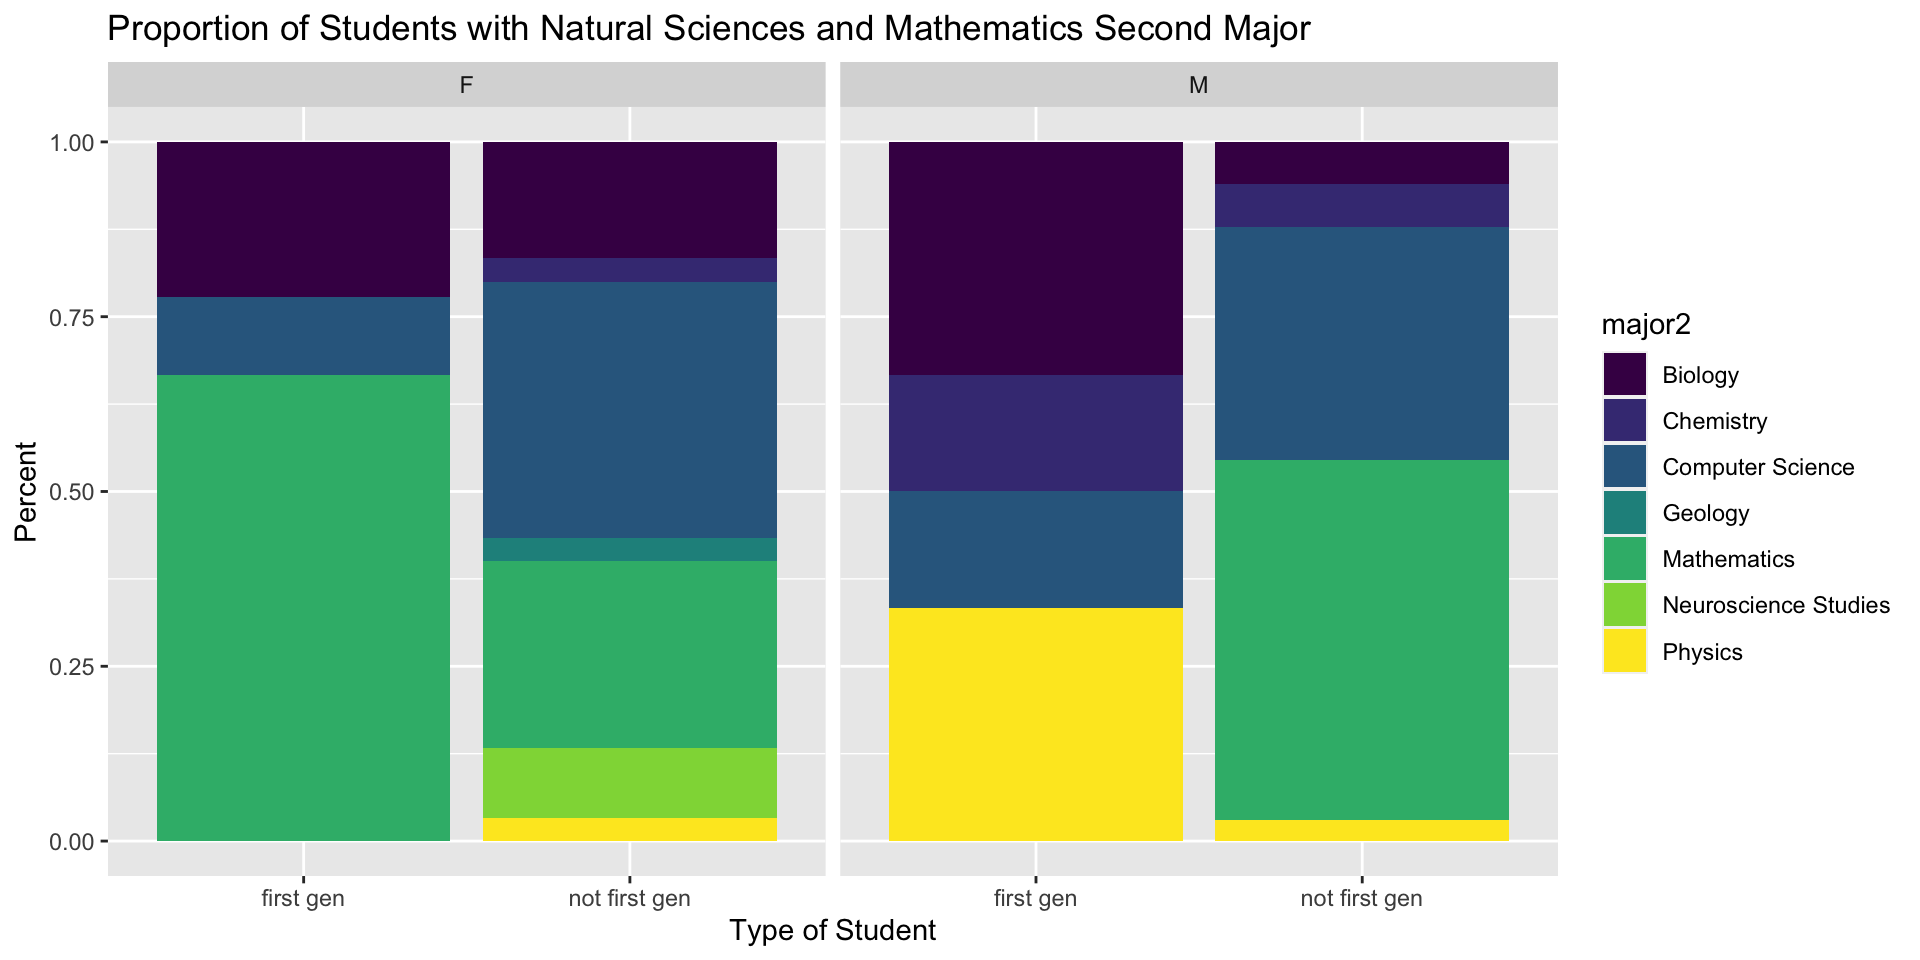 Proportion of Students with Natural Sciences and Mathematics Second Major
F
M
1.00
0.75
0.50
0.25
0.00
Percent
first gen
not first gen
first gen
not first gen
Type of Student
major2
Biology
Chemistry
Computer Science
Geology
Mathematics
Neuroscience Studies
Physics